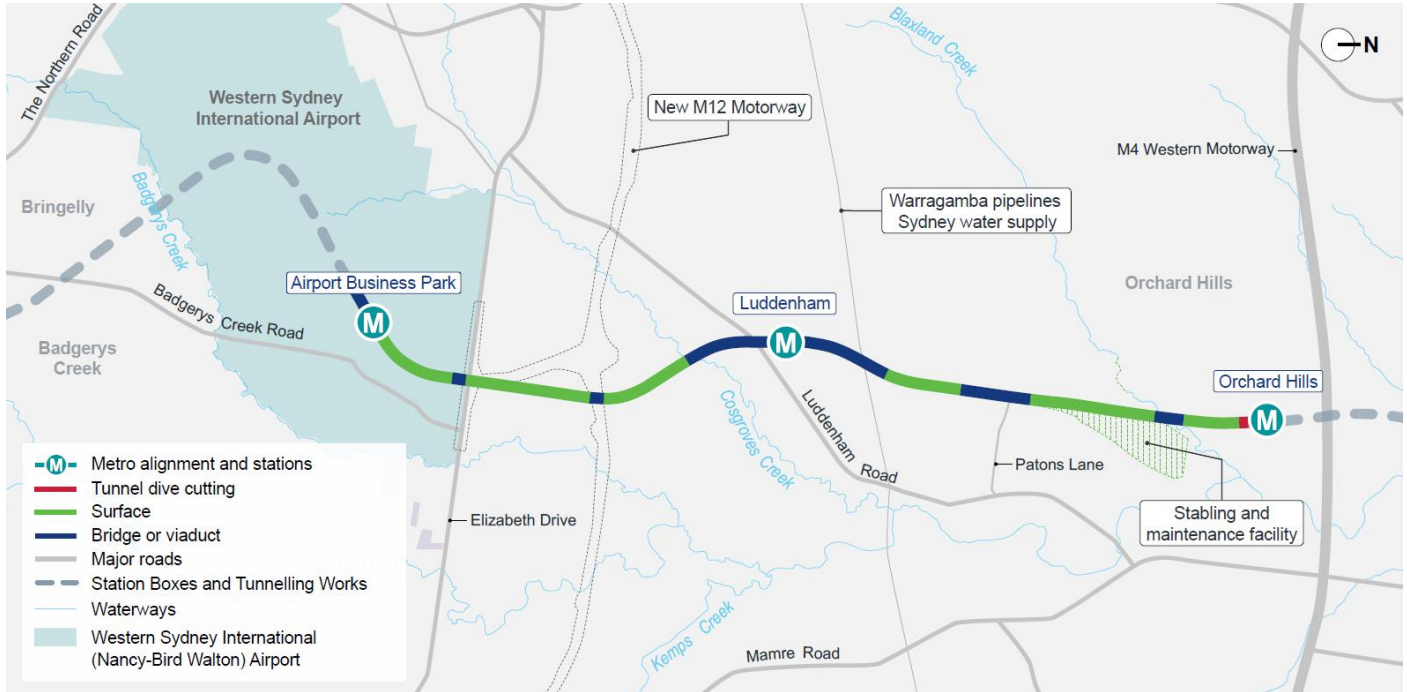 The Northern Road
Western Sydney
International Airport
Blaxland Creek
N
New M12 Motorway
M4 Western Motorway
Badgerys Creek
Bringelly
Warragamba pipelines
Sydney water supply
Airport Business Park
M
Badgerys Creek Road
Badgerys
Creek
Luddenham
M
Orchard Hills
Orchard Hills
M
Cosgroves Creek
Luddenham Road
Patons Lane
Stabling and
maintenance facility
Elizabeth Drive
Kemps Creek
Mamre Road
M
Metro alignment and stations
Tunnel dive cutting
Surface
Bridge or viaduct
Major roads
Station Boxes and Tunnelling Works
Waterways
Western Sydney International
(Nancy-Bird Walton) Airport